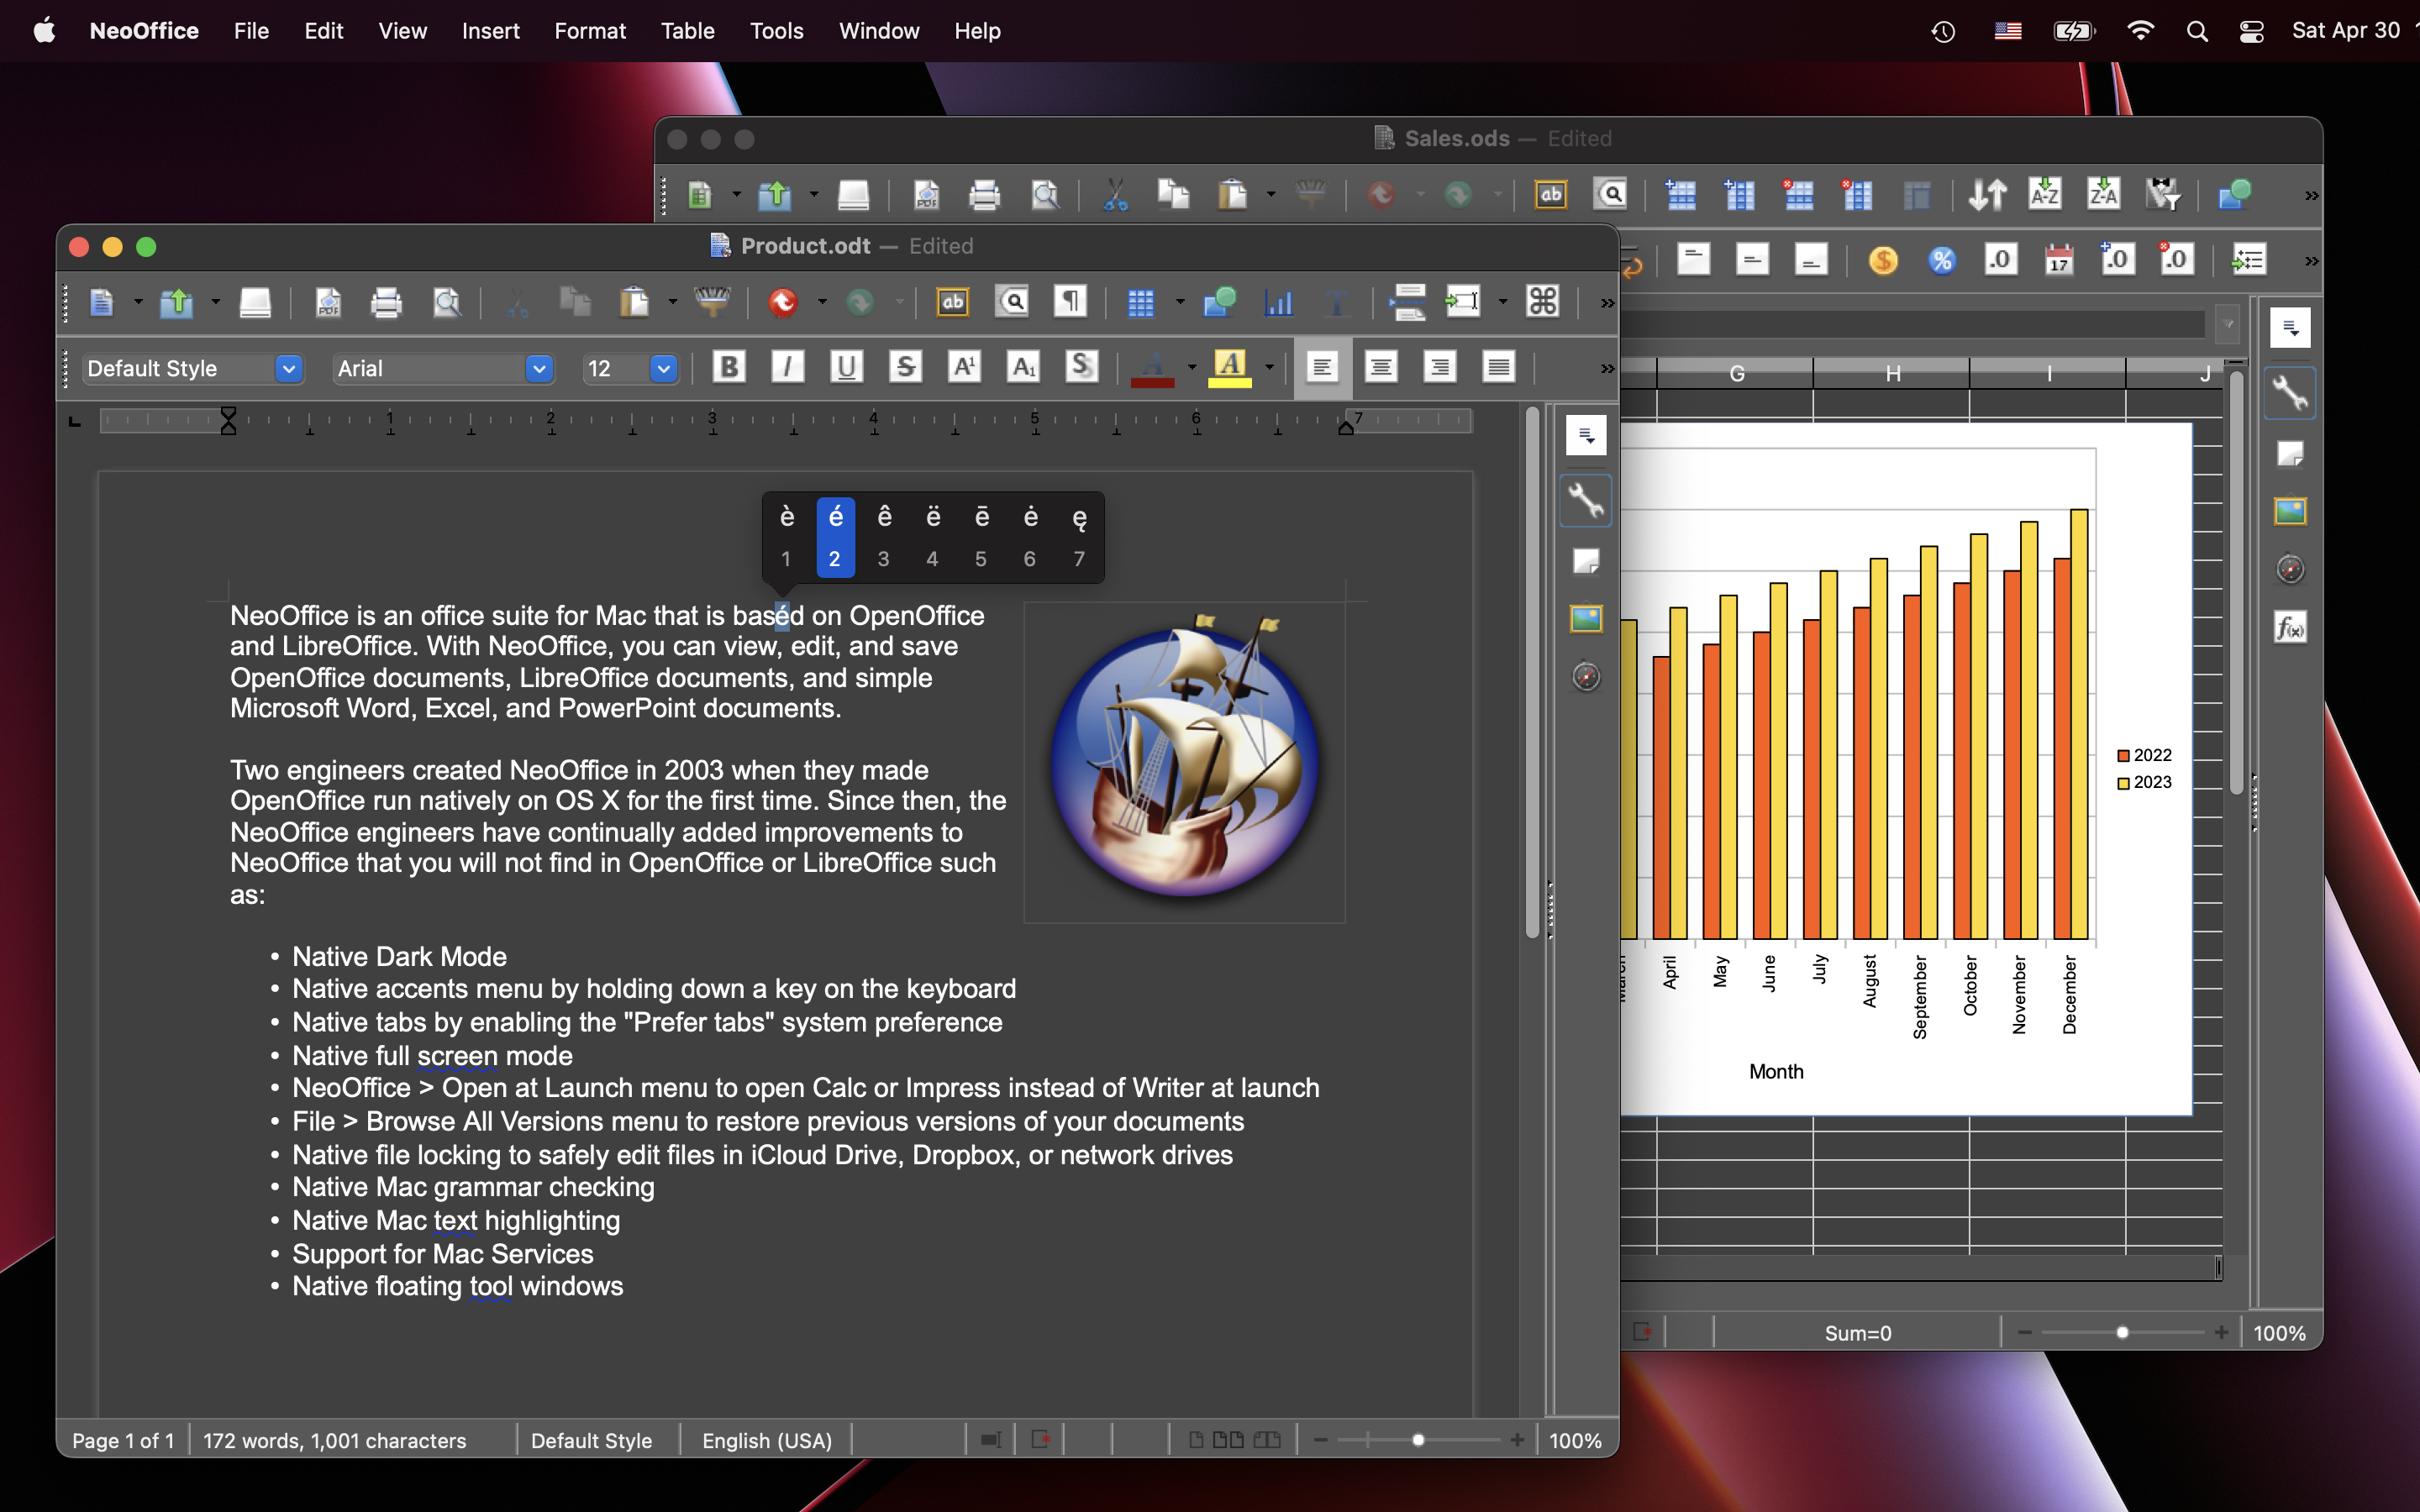 NeoOffice File Edit View Insert Format Table Tools Window Help Sat Apr 30
Sales.ods — Edited
Product.odt — Edited
Default Style Arial 12
1 2 3 4 5 6 7
è é ê ë ē ė ę
1 2 3 4 5 6 7
NeoOffice is an office suite for Mac that is baséd on OpenOffice
and LibreOffice. With NeoOffice, you can view, edit, and save
OpenOffice documents, LibreOffice documents, and simple
Microsoft Word, Excel, and PowerPoint documents.
Two engineers created NeoOffice in 2003 when they made
OpenOffice run natively on OS X for the first time. Since then, the
NeoOffice engineers have continually added improvements to
NeoOffice that you will not find in OpenOffice or LibreOffice such
as:
• Native Dark Mode
• Native accents menu by holding down a key on the keyboard
• Native tabs by enabling the "Prefer tabs" system preference
• Native full screen mode
• NeoOffice > Open at Launch menu to open Calc or Impress instead of Writer at launch
• File > Browse All Versions menu to restore previous versions of your documents
• Native file locking to safely edit files in iCloud Drive, Dropbox, or network drives
• Native Mac grammar checking
• Native Mac text highlighting
• Support for Mac Services
• Native floating tool windows
Page 1 of 1 172 words, 1,001 characters Default Style English (USA) 100%
G H I J
2022
2023
April May June July August September October November December
Month
Sum=0 100%